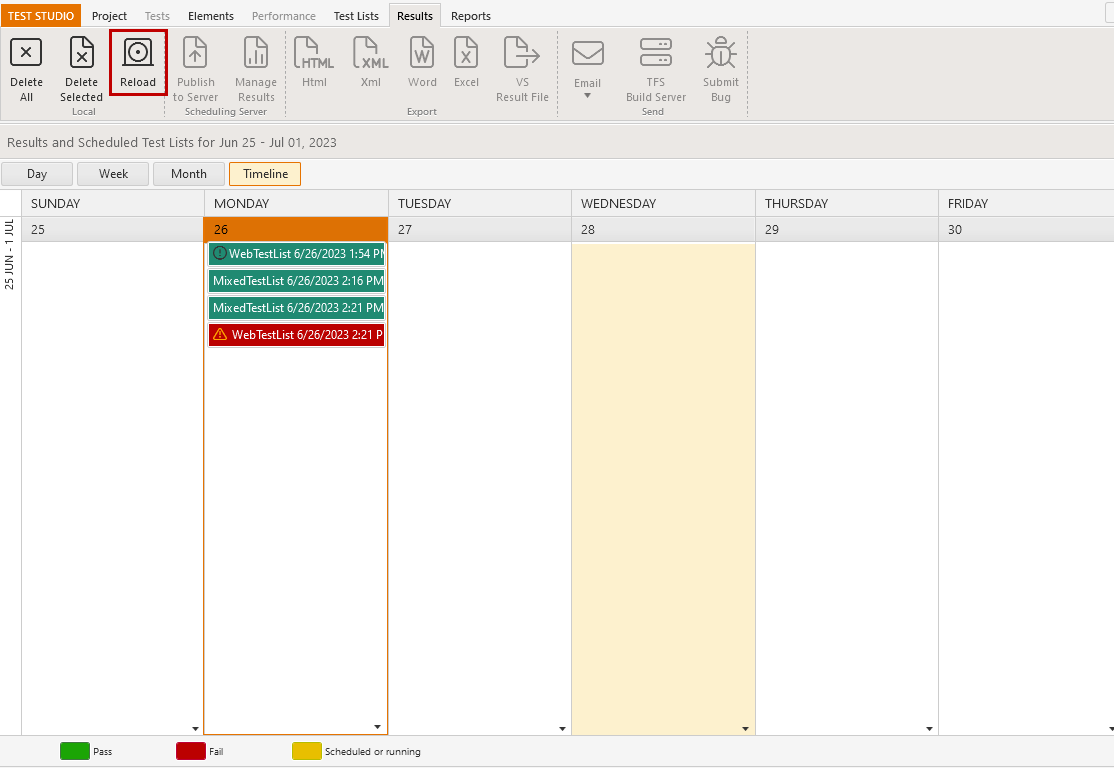 TEST STUDIO Project Tests Elements Performance Test Lists Results Reports
Delete All
Delete Selected
Reload
Local
Publish to Server
Manage Results
Scheduling Server
HTML
Html
XML
Xml
Word
Excel
VS Result File
Export
Email
TFS Build Server
Submit Bug
Send
Results and Scheduled Test Lists for Jun 25 - Jul 01, 2023
Day Week Month Timeline
SUNDAY MONDAY TUESDAY WEDNESDAY THURSDAY FRIDAY
25 JUN - 1 JUL
25 26 27 28 29 30
WebTestList 6/26/2023 1:54 PM
MixedTestList 6/26/2023 2:16 PM
MixedTestList 6/26/2023 2:21 PM
WebTestList 6/26/2023 2:21 P
Pass Fail Scheduled or running